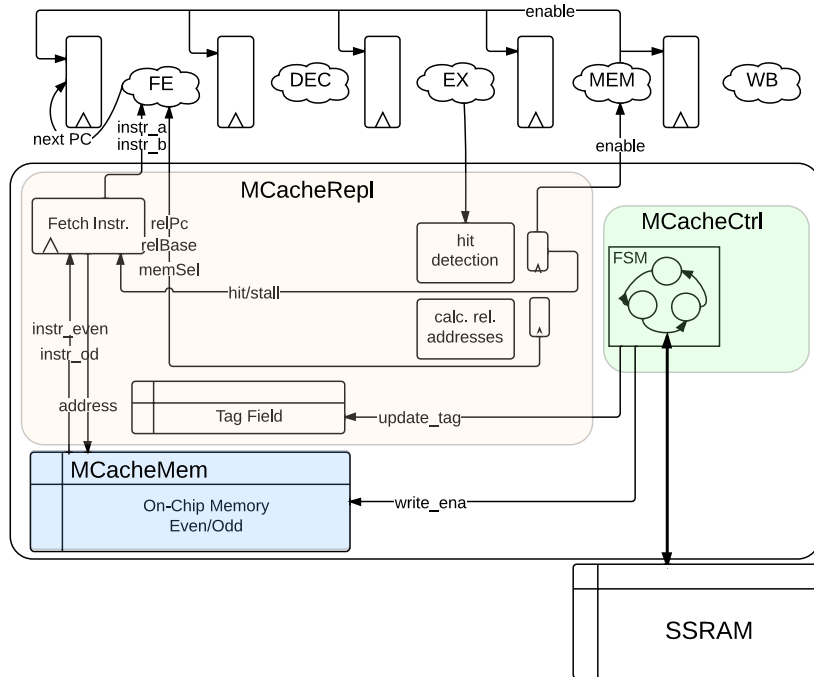 enable
FE
DEC
EX
MEM
WB
next PC
instr_a
instr_b
enable
MCacheRepl
MCacheCtrl
Fetch Instr.
relPc
relBase
memSel
hit
detection
FSM
hit/stall
calc. rel.
addresses
instr_even
instr_od
address
Tag Field
update_tag
MCacheMem
On-Chip Memory
Even/Odd
write_ena
SSRAM